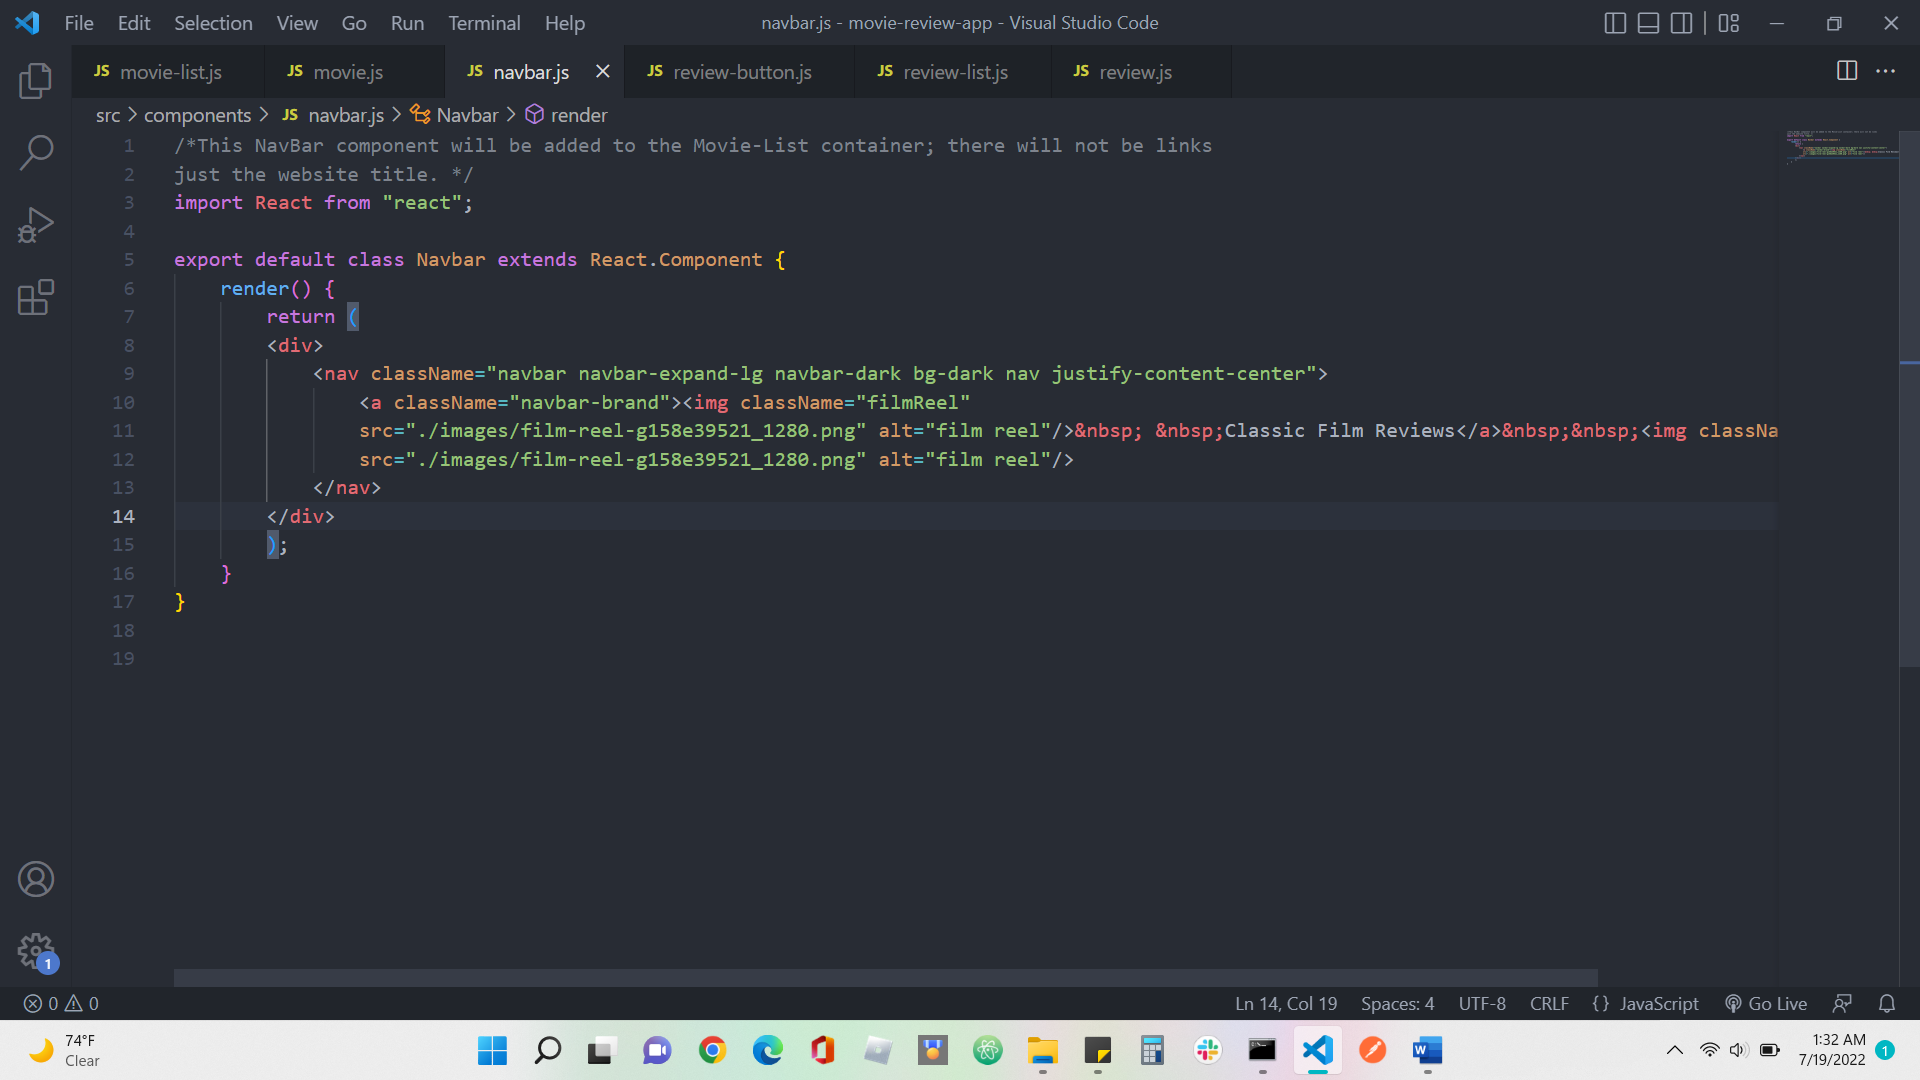 File Edit Selection View Go Run Terminal Help navbar.js - movie-review-app - Visual Studio Code
JS movie-list.js JS movie.js JS navbar.js JS review-button.js JS review-list.js JS review.js
src > components > JS navbar.js > Navbar > render
1 /*This NavBar component will be added to the Movie-List container; there will not be links
2 just the website title. */
3 import React from "react";
4
5 export default class Navbar extends React.Component {
6 render() {
7 return (
8 <div>
9 <nav className="navbar navbar-expand-lg navbar-dark bg-dark nav justify-content-center">
10 <a className="navbar-brand"><img className="filmReel"
11 src="./images/film-reel-g158e39521_1280.png" alt="film reel"/>&nbsp; &nbsp;Classic Film Reviews</a>&nbsp;&nbsp;<img classNa
12 src="./images/film-reel-g158e39521_1280.png" alt="film reel"/>
13 </nav>
14 </div>
15 );
16 }
17 }
18
19
1
0 0 Ln 14, Col 19 Spaces: 4 UTF-8 CRLF {} JavaScript Go Live
74°F
Clear
W
1:32 AM
7/19/2022
1